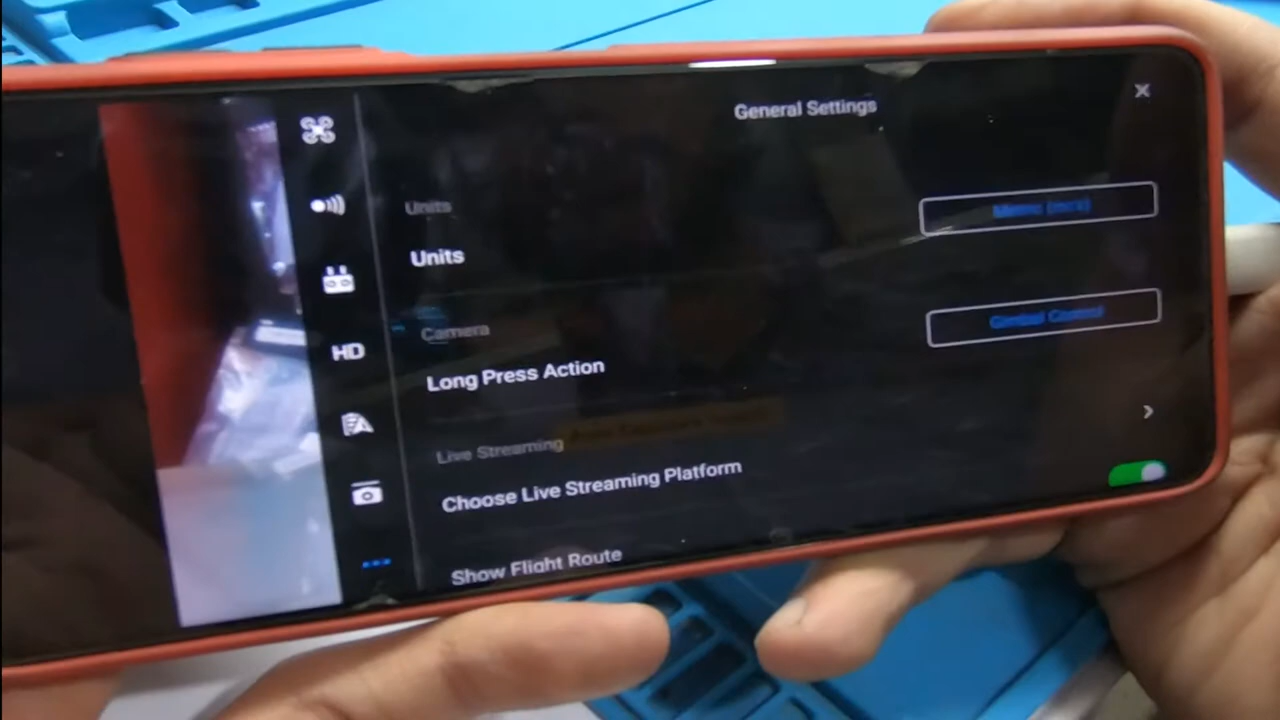 General Settings
Units
Units
Camera
Long Press Action
HD
Live Streaming
Choose Live Streaming Platform
Show Flight Route